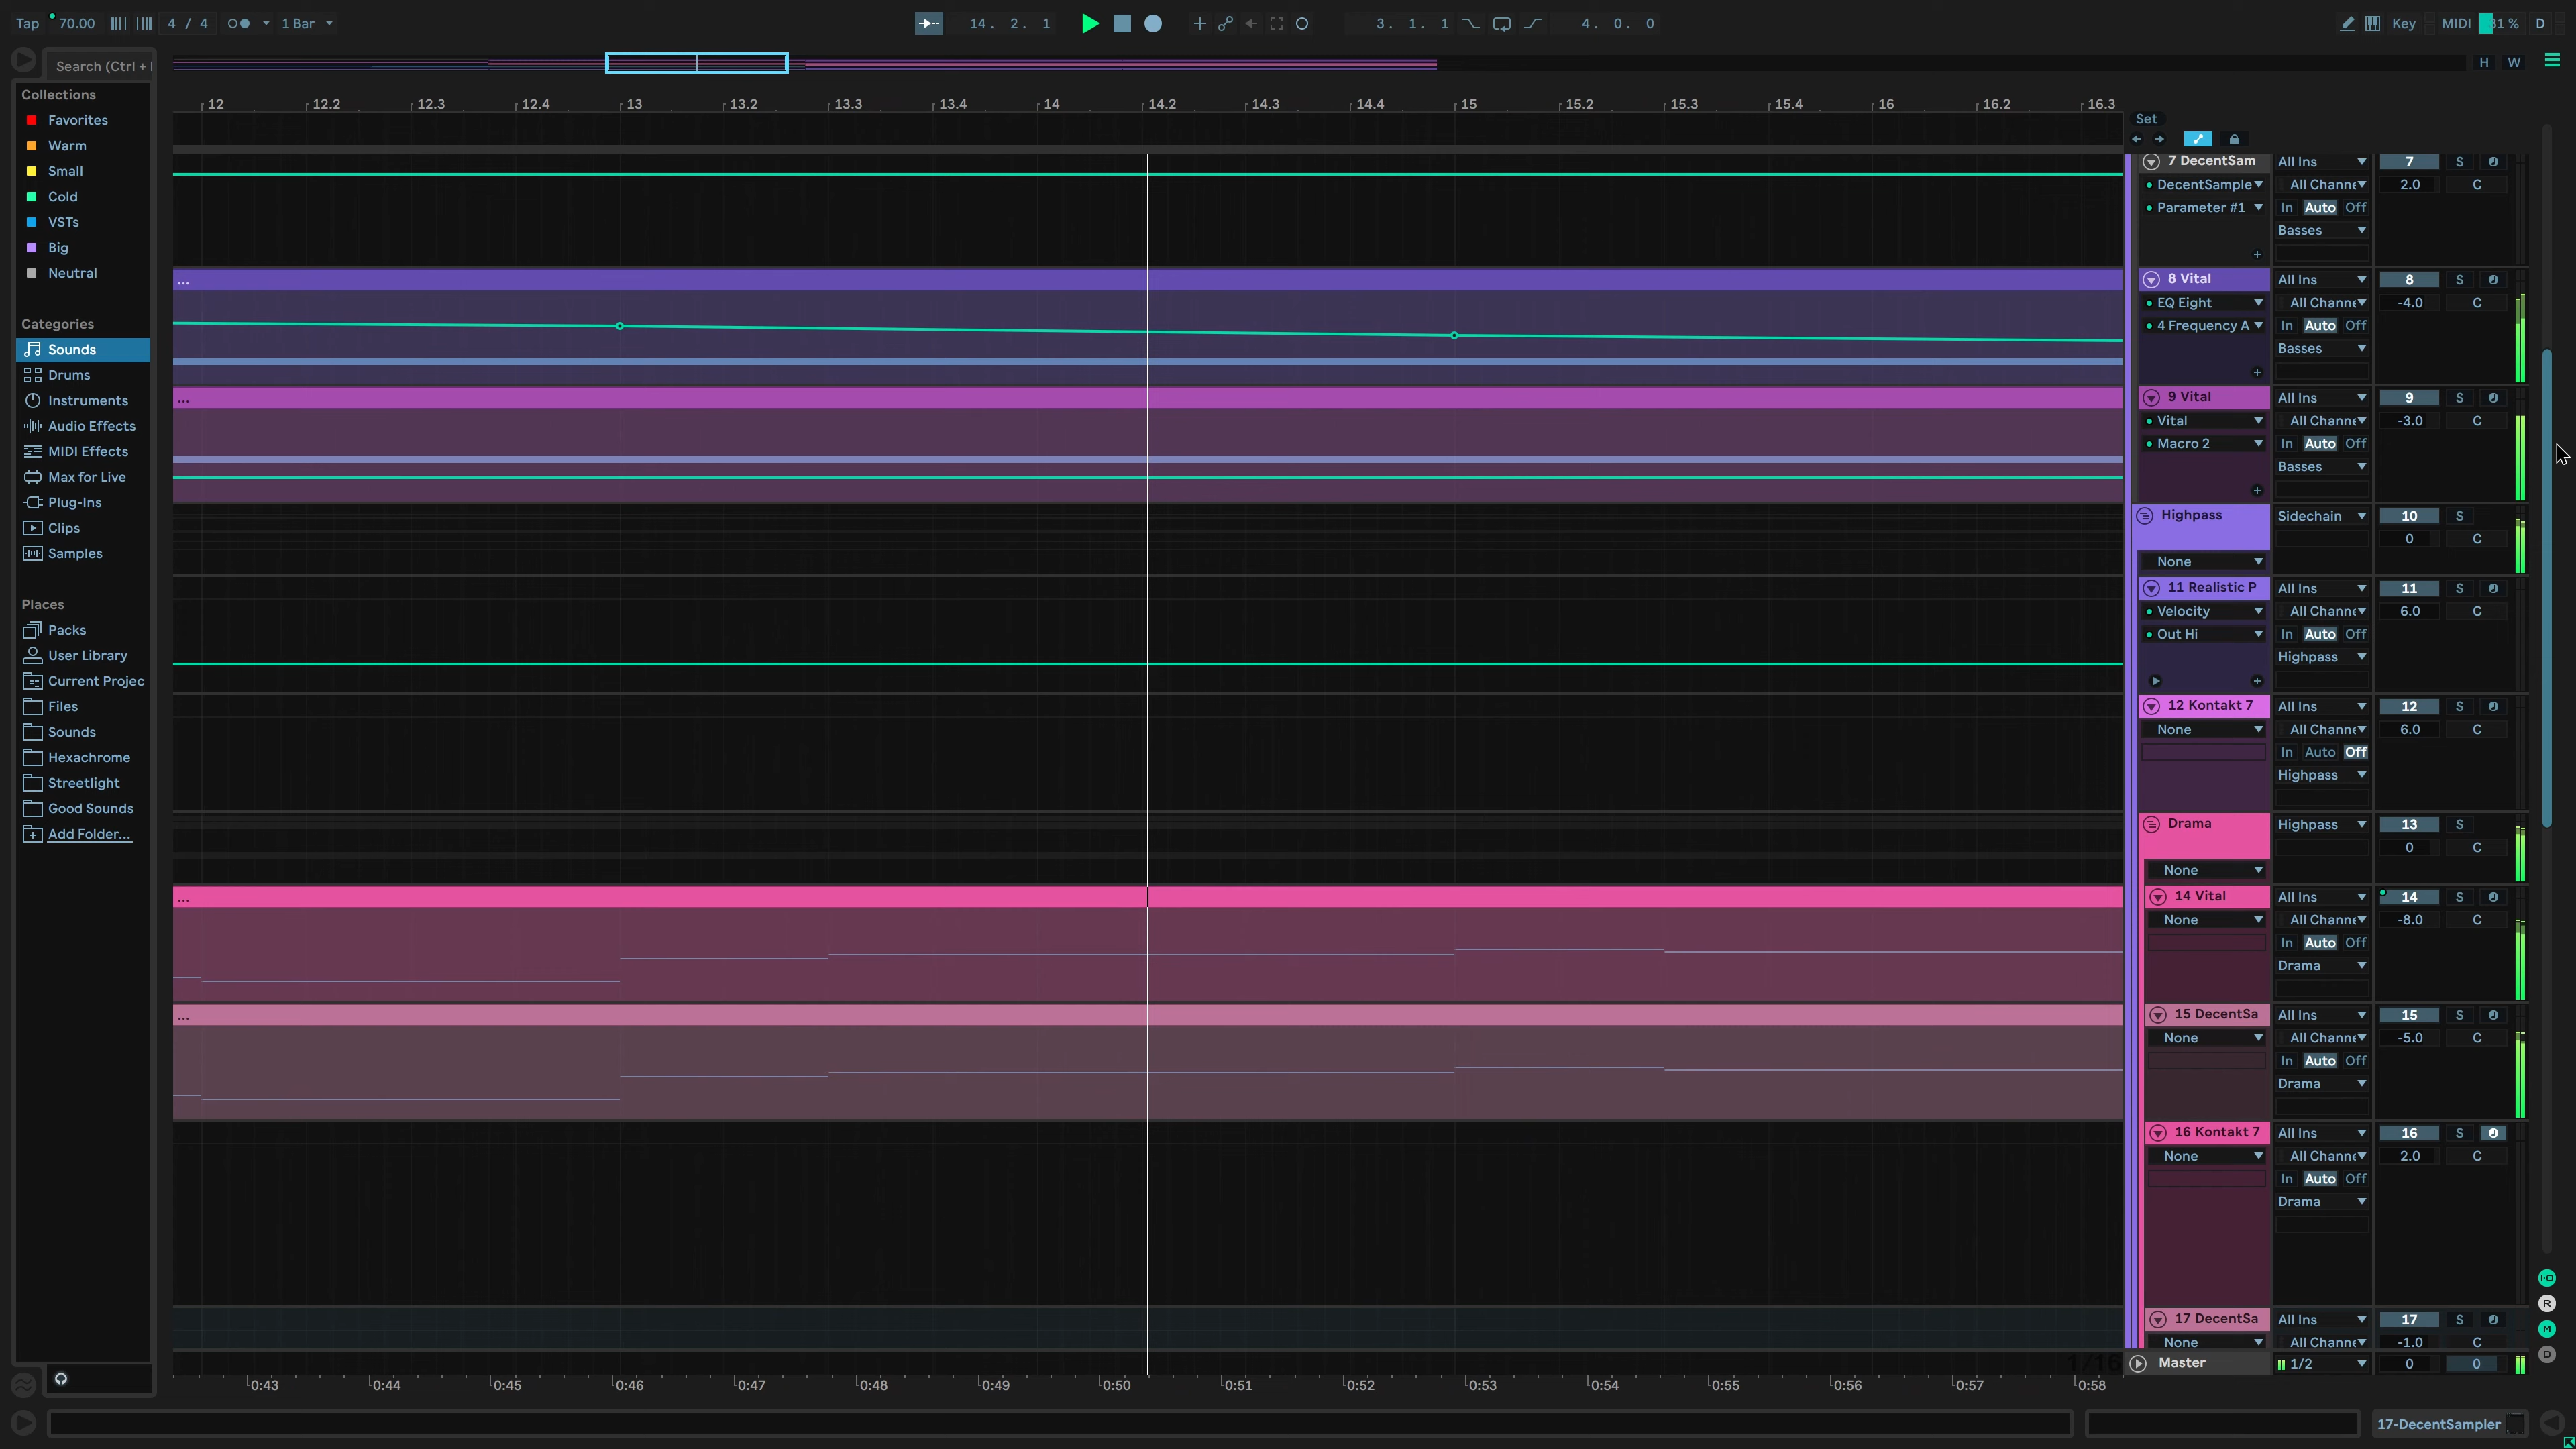 Tap 70.00 4 / 4 1 Bar 14. 2. 1 3. 1. 1 4. 0. 0 Key MIDI 31 % D
Search (Ctrl + H W
Collections
Favorites
Warm
Small
Cold
VSTs
Big
Neutral
Categories
Sounds
Drums
Instruments
Audio Effects
MIDI Effects
Max for Live
Plug-Ins
Clips
Samples
Places
Packs
User Library
Current Projec
Files
Sounds
Hexachrome
Streetlight
Good Sounds
Add Folder...
12 12.2 12.3 12.4 13 13.2 13.3 13.4 14 14.2 14.3 14.4 15 15.2 15.3 15.4 16 16.2 16.3
Set
7 DecentSam All Ins 7 S
DecentSample All Channe 2.0 C
Parameter #1 In Auto Off
Basses
...
8 Vital All Ins 8 S
EQ Eight All Channe -4.0 C
4 Frequency A In Auto Off
Basses
...
9 Vital All Ins 9 S
Vital All Channe -3.0 C
Macro 2 In Auto Off
Basses
Highpass Sidechain 10 S
0 C
None
11 Realistic P All Ins 11 S
Velocity All Channe 6.0 C
Out Hi In Auto Off
Highpass
12 Kontakt 7 All Ins 12 S
None All Channe 6.0 C
In Auto Off
Highpass
Drama Highpass 13 S
0 C
None
...
14 Vital All Ins 14 S
None All Channe -8.0 C
In Auto Off
Drama
...
15 DecentSa All Ins 15 S
None All Channe -5.0 C
In Auto Off
Drama
16 Kontakt 7 All Ins 16 S
None All Channe 2.0 C
In Auto Off
Drama
17 DecentSa All Ins 17 S
None All Channe -1.0 C
1/16 Master 1/2 0 0
I·O
R
M
D
0:43 0:44 0:45 0:46 0:47 0:48 0:49 0:50 0:51 0:52 0:53 0:54 0:55 0:56 0:57 0:58
17-DecentSampler